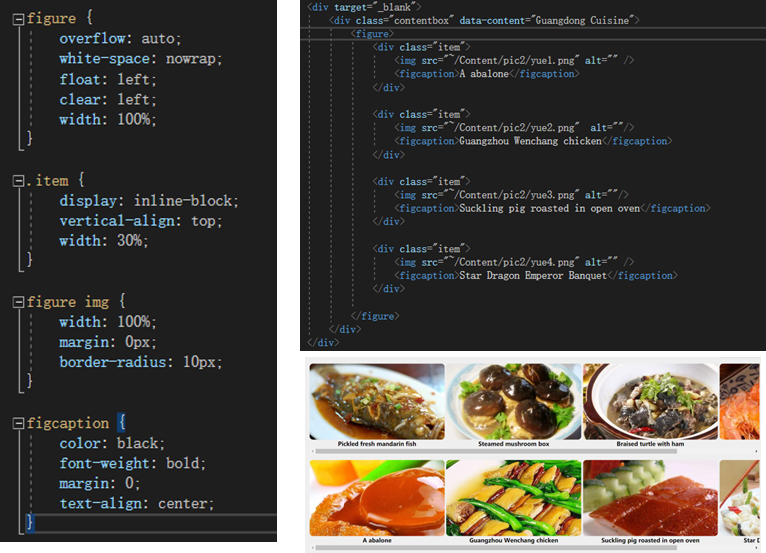 figure {
overflow: auto;
white-space: nowrap;
float: left;
clear: left;
width: 100%;
}
.item {
display: inline-block;
vertical-align: top;
width: 30%;
}
figure img {
width: 100%;
margin: 0px;
border-radius: 10px;
}
figcaption {
color: black;
font-weight: bold;
margin: 0;
text-align: center;
}
<div target="_blank">
<div class="contentbox" data-content="Guangdong Cuisine">
<figure>
<div class="item">
<img src="~/Content/pic2/yue1.png" alt="" />
<figcaption>A abalone</figcaption>
</div>
<div class="item">
<img src="~/Content/pic2/yue2.png"  alt=""/>
<figcaption>Guangzhou Wenchang chicken</figcaption>
</div>
<div class="item">
<img src="~/Content/pic2/yue3.png" alt=""/>
<figcaption>Suckling pig roasted in open oven</figcaption>
</div>
<div class="item">
<img src="~/Content/pic2/yue4.png" alt="" />
<figcaption>Star Dragon Emperor Banquet</figcaption>
</div>
</figure>
</div>
</div>
Pickled fresh mandarin fish
Steamed mushroom box
Braised turtle with ham
A abalone
Guangzhou Wenchang chicken
Suckling pig roasted in open oven
Star D